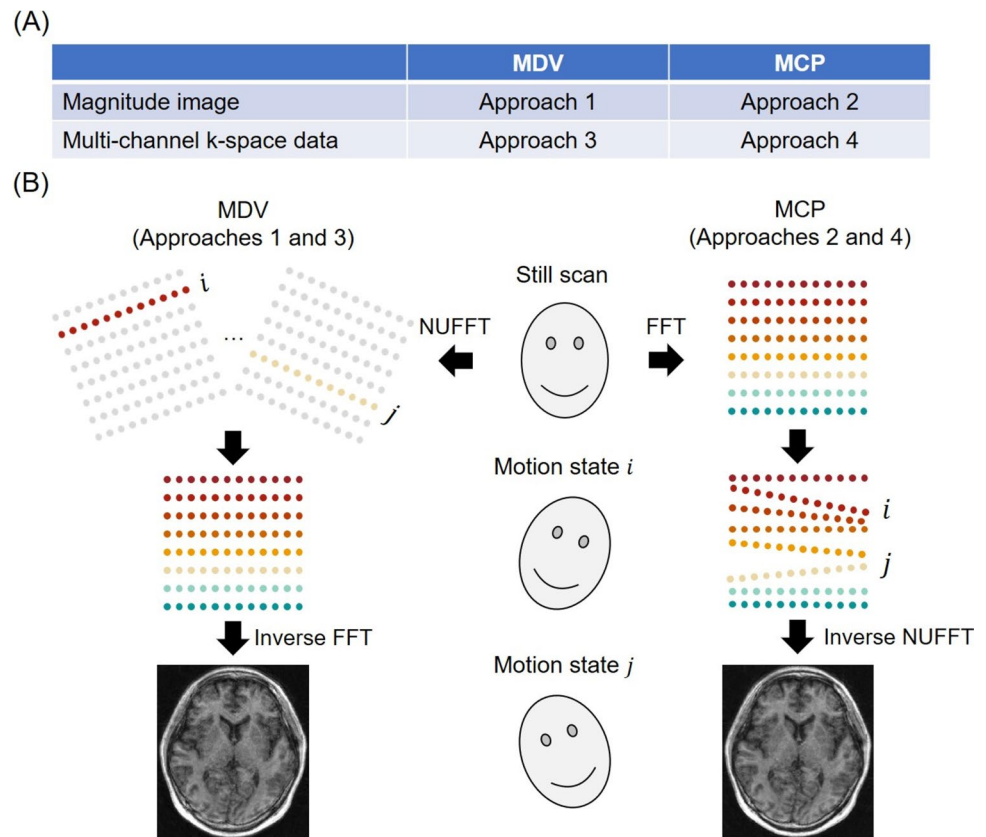 (A)
MDV MCP
Magnitude image Approach 1 Approach 2
Multi-channel k-space data Approach 3 Approach 4
(B)
MDV
(Approaches 1 and 3)
MCP
(Approaches 2 and 4)
Still scan
i
...
j
NUFFT
FFT
Motion state i
i
j
Inverse FFT
Inverse NUFFT
Motion state j